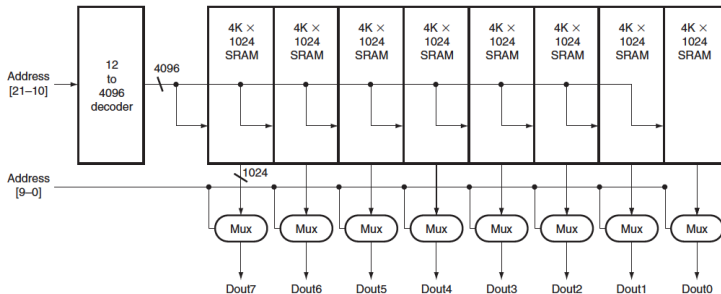 4K ×
1024
SRAM
4K ×
1024
SRAM
4K ×
1024
SRAM
4K ×
1024
SRAM
4K ×
1024
SRAM
4K ×
1024
SRAM
4K ×
1024
SRAM
4K ×
1024
SRAM
Address
[21–10]
12
to
4096
decoder
4096
Address
[9–0]
1024
Mux Mux Mux Mux Mux Mux Mux Mux
Dout7 Dout6 Dout5 Dout4 Dout3 Dout2 Dout1 Dout0